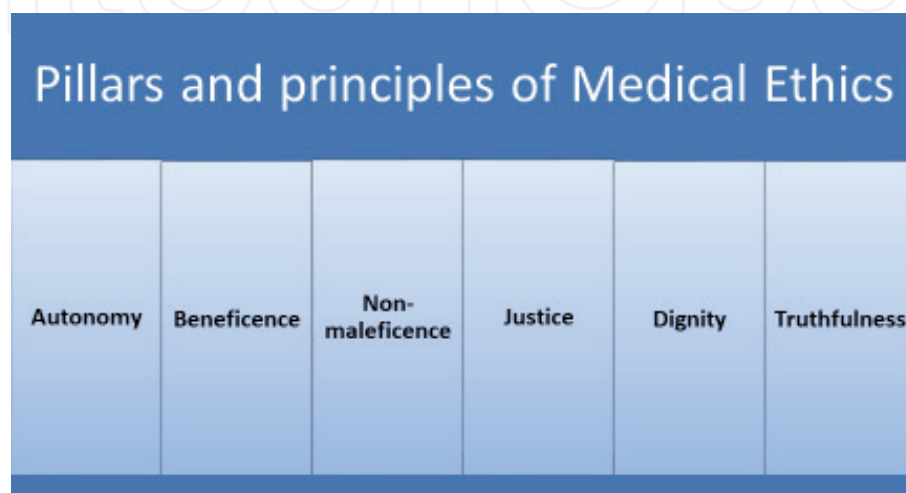 Pillars and principles of Medical Ethics
Autonomy
Beneficence
Non-
maleficence
Justice
Dignity
Truthfulness